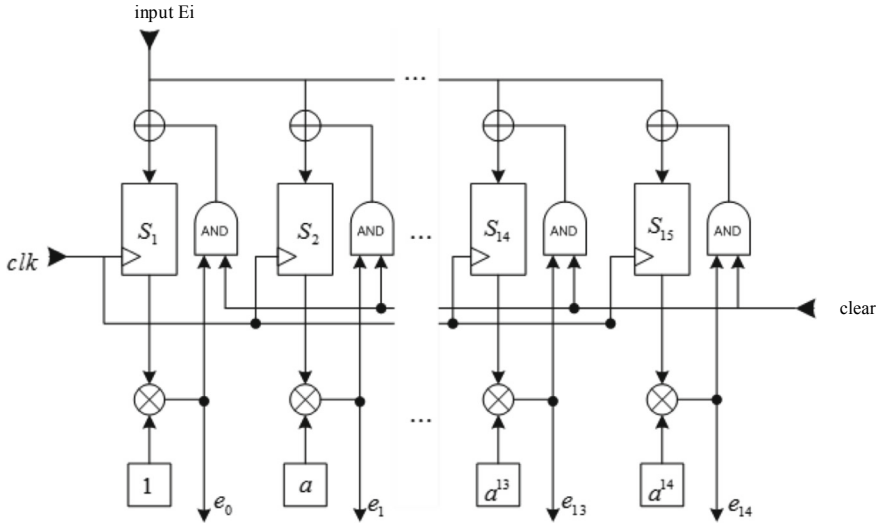 input Ei
...
S1 AND S2 AND ... S14 AND S15 AND
clk
clear
...
1 e0 a e1 a13 e13 a14 e14